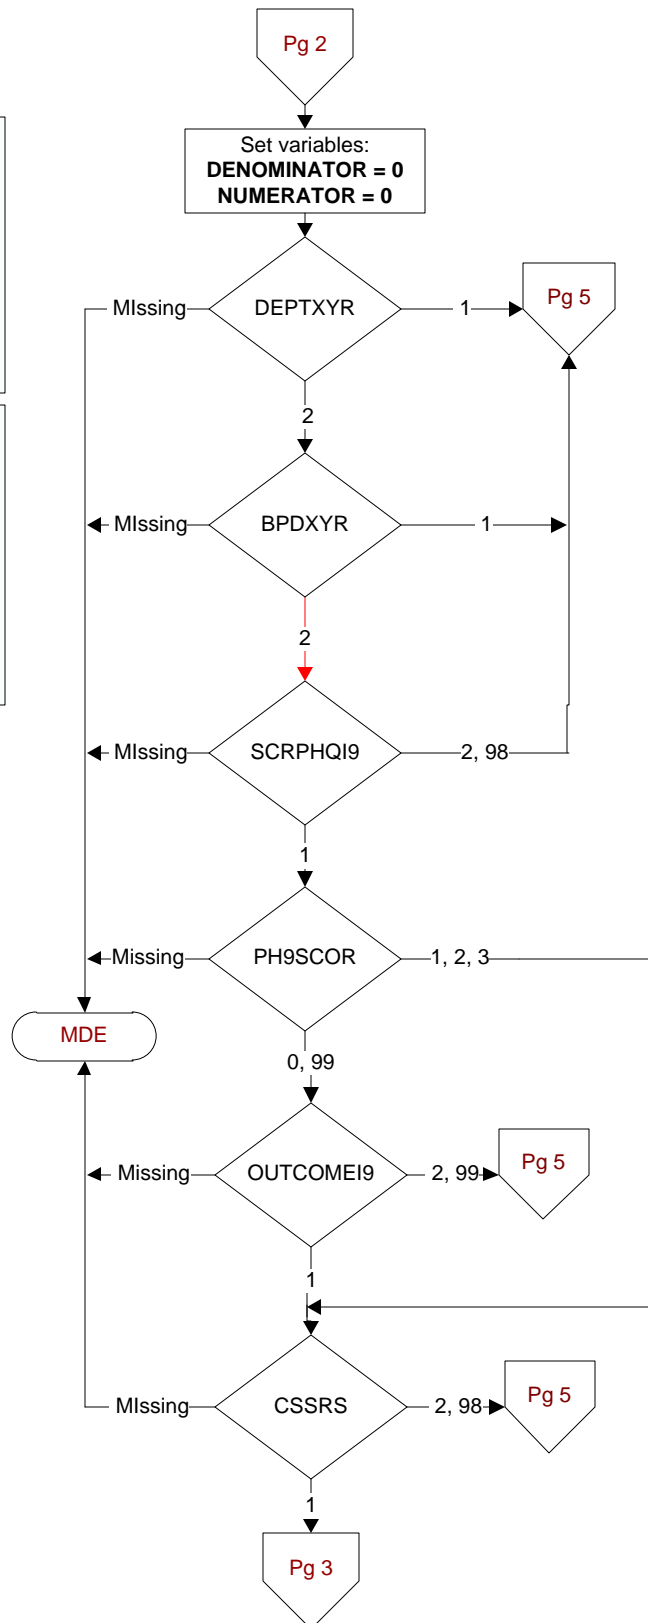 Pg 2
Set variables:
DENOMINATOR = 0
NUMERATOR = 0
MIssing
DEPTXYR
1
Pg 5
2
MIssing
BPDXYR
1
2
MIssing
SCRPHQI9
2, 98
1
Missing
PH9SCOR
1, 2, 3
MDE
0, 99
Missing
OUTCOMEI9
2, 99
Pg 5
1
MIssing
CSSRS
2, 98
Pg 5
1
Pg 3